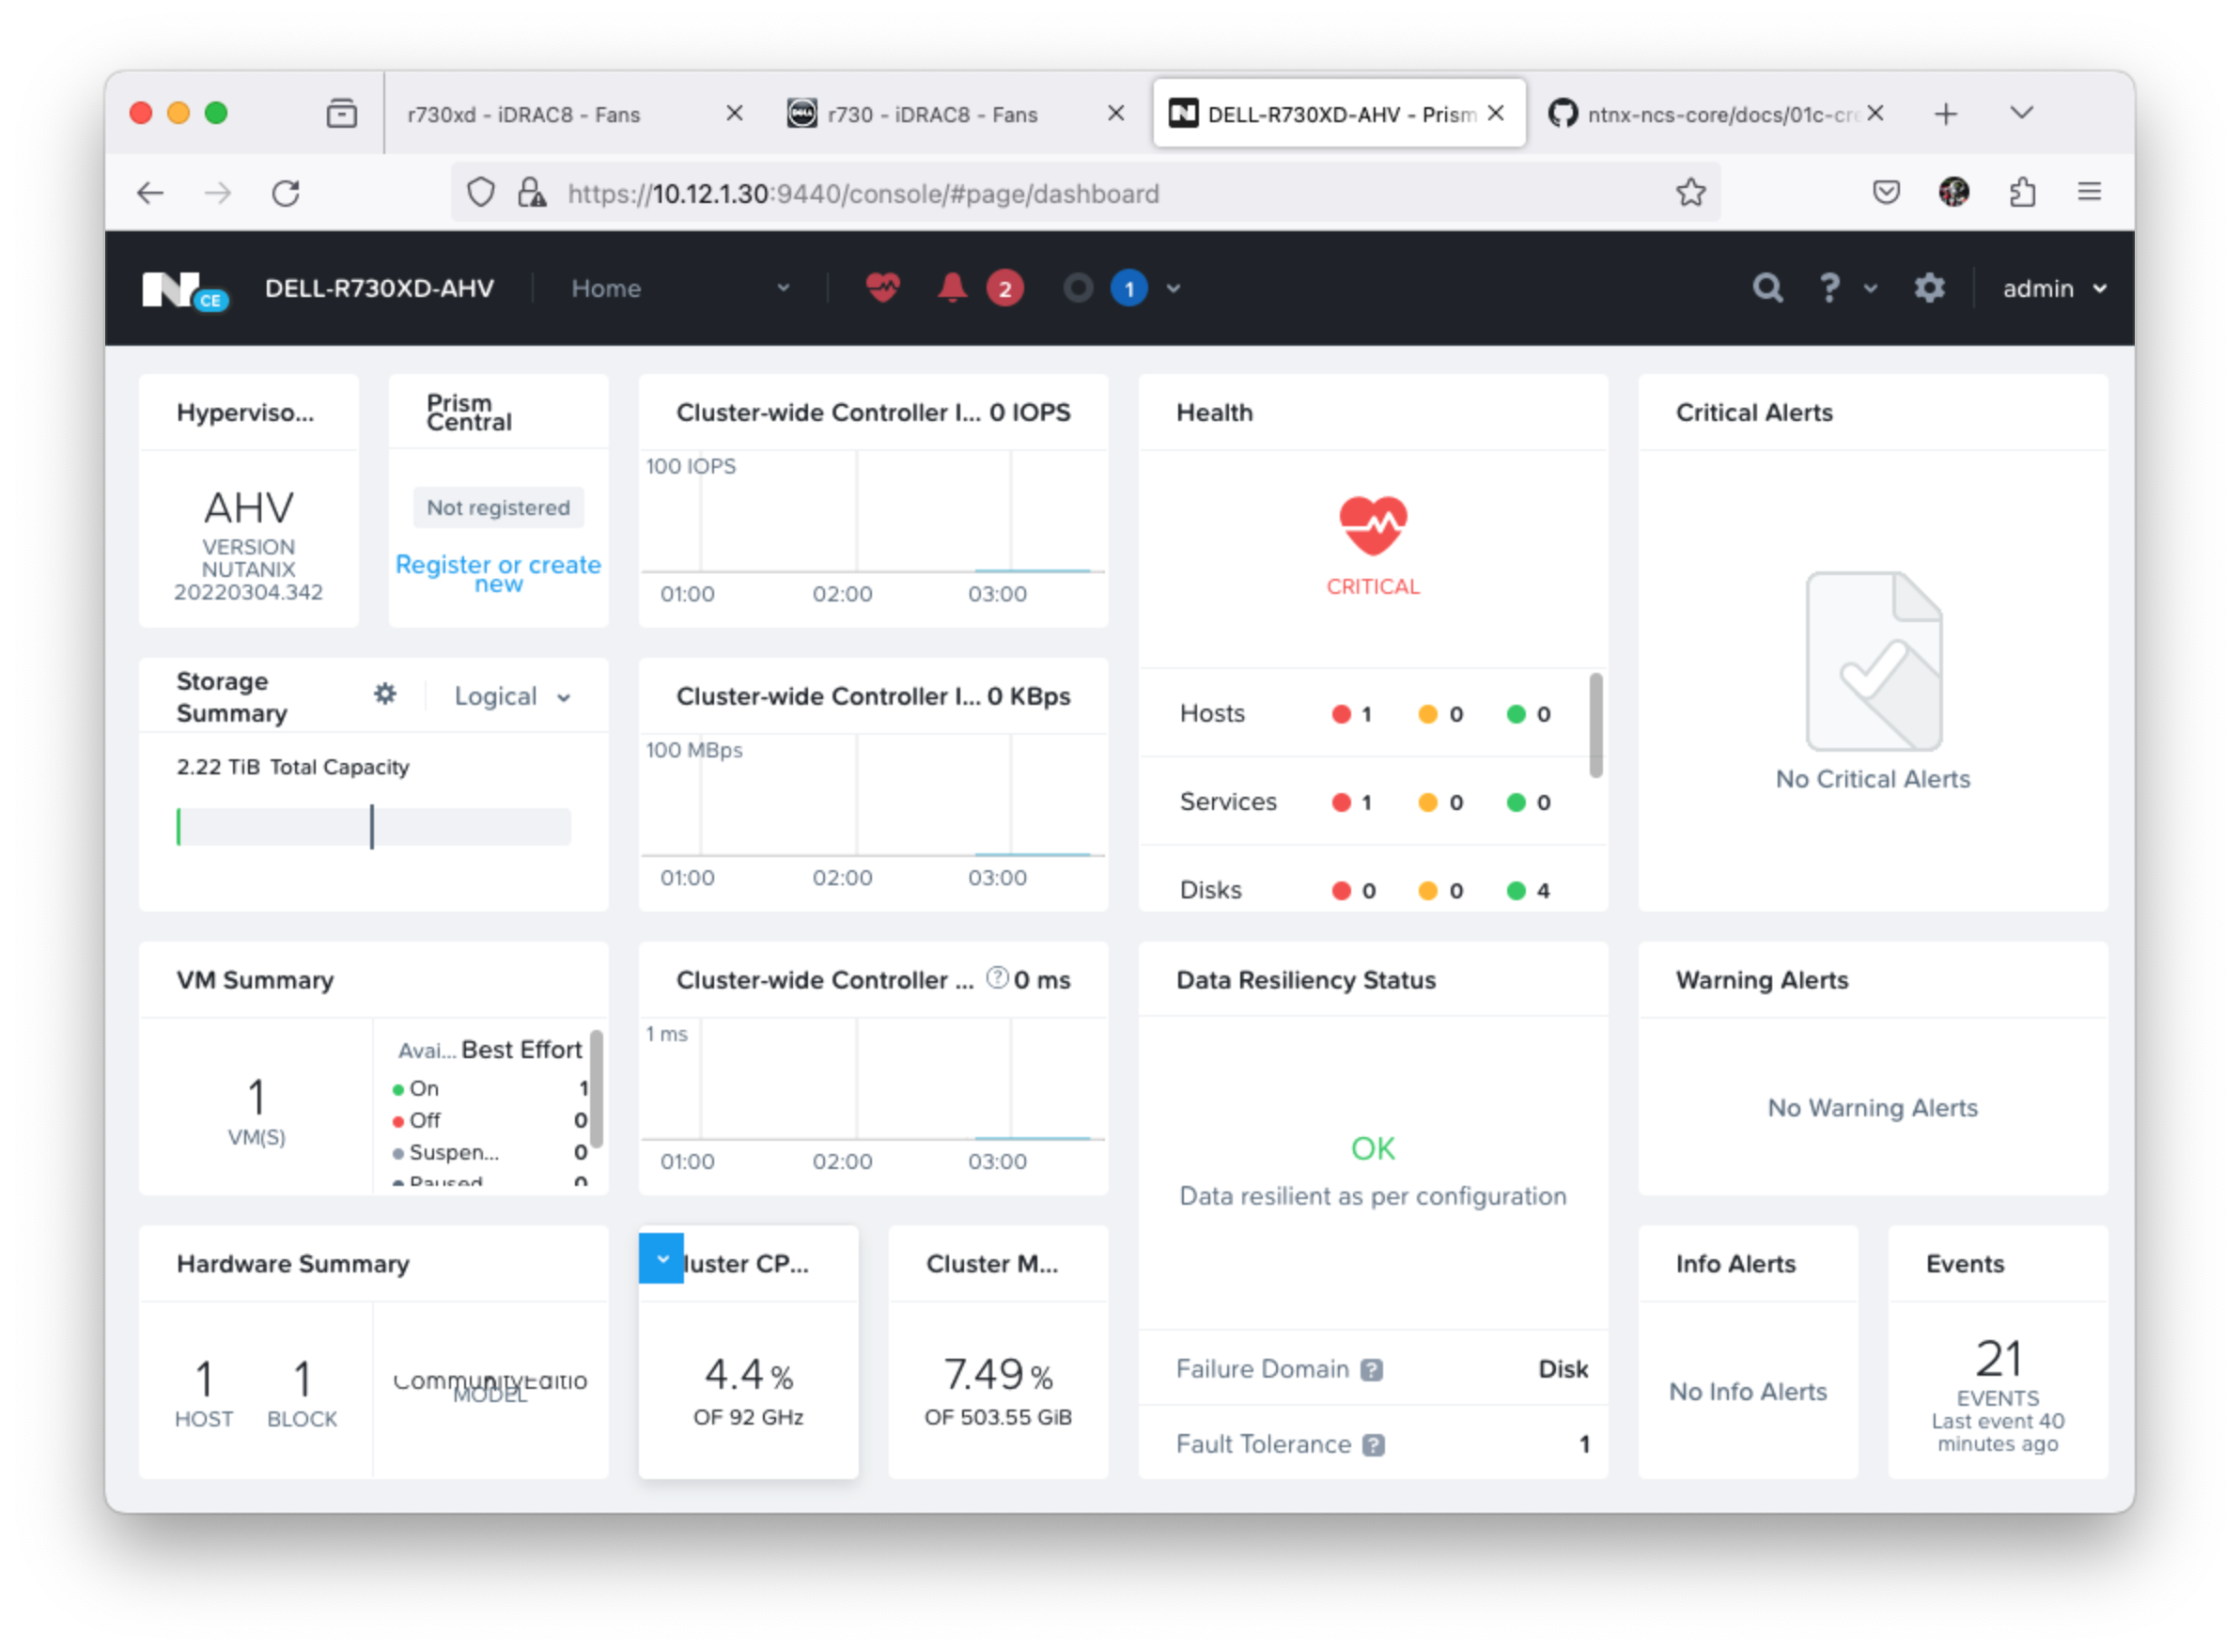 r730xd - iDRAC8 - Fans
r730 - iDRAC8 - Fans
DELL-R730XD-AHV - Prism
ntnx-ncs-core/docs/01c-cre
https://10.12.1.30:9440/console/#page/dashboard
N CE
DELL-R730XD-AHV
Home
2
1
?
admin
Hyperviso...
AHV
VERSION
NUTANIX
20220304.342
Prism
Central
Not registered
Register or create
new
Cluster-wide Controller I... 0 IOPS
100 IOPS
01:00 02:00 03:00
Health
CRITICAL
Hosts 1 0 0
Services 1 0 0
Disks 0 0 4
Critical Alerts
No Critical Alerts
Storage
Summary
Logical
2.22 TiB Total Capacity
Cluster-wide Controller I... 0 KBps
100 MBps
01:00 02:00 03:00
VM Summary
1
VM(S)
Avai... Best Effort
On 1
Off 0
Suspen... 0
Paused 0
Cluster-wide Controller ... ? 0 ms
1 ms
01:00 02:00 03:00
Data Resiliency Status
OK
Data resilient as per configuration
Failure Domain ? Disk
Fault Tolerance ? 1
Warning Alerts
No Warning Alerts
Hardware Summary
1
HOST
1
BLOCK
CommunityEditio
MODEL
luster CP...
4.4 %
OF 92 GHz
Cluster M...
7.49 %
OF 503.55 GiB
Info Alerts
No Info Alerts
Events
21
EVENTS
Last event 40
minutes ago